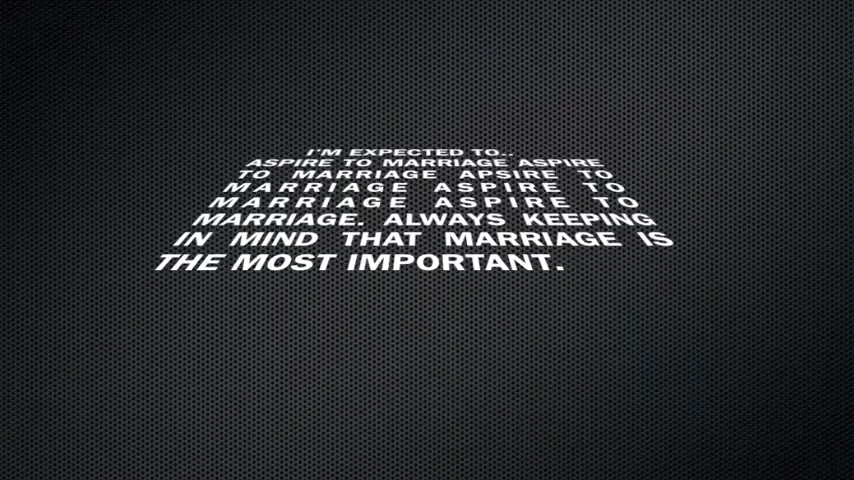 I'M EXPECTED TO..
ASPIRE TO MARRIAGE ASPIRE
TO MARRIAGE APSIRE TO
MARRIAGE ASPIRE TO
MARRIAGE ASPIRE TO
MARRIAGE. ALWAYS KEEPING
IN MIND THAT MARRIAGE IS
THE MOST IMPORTANT.